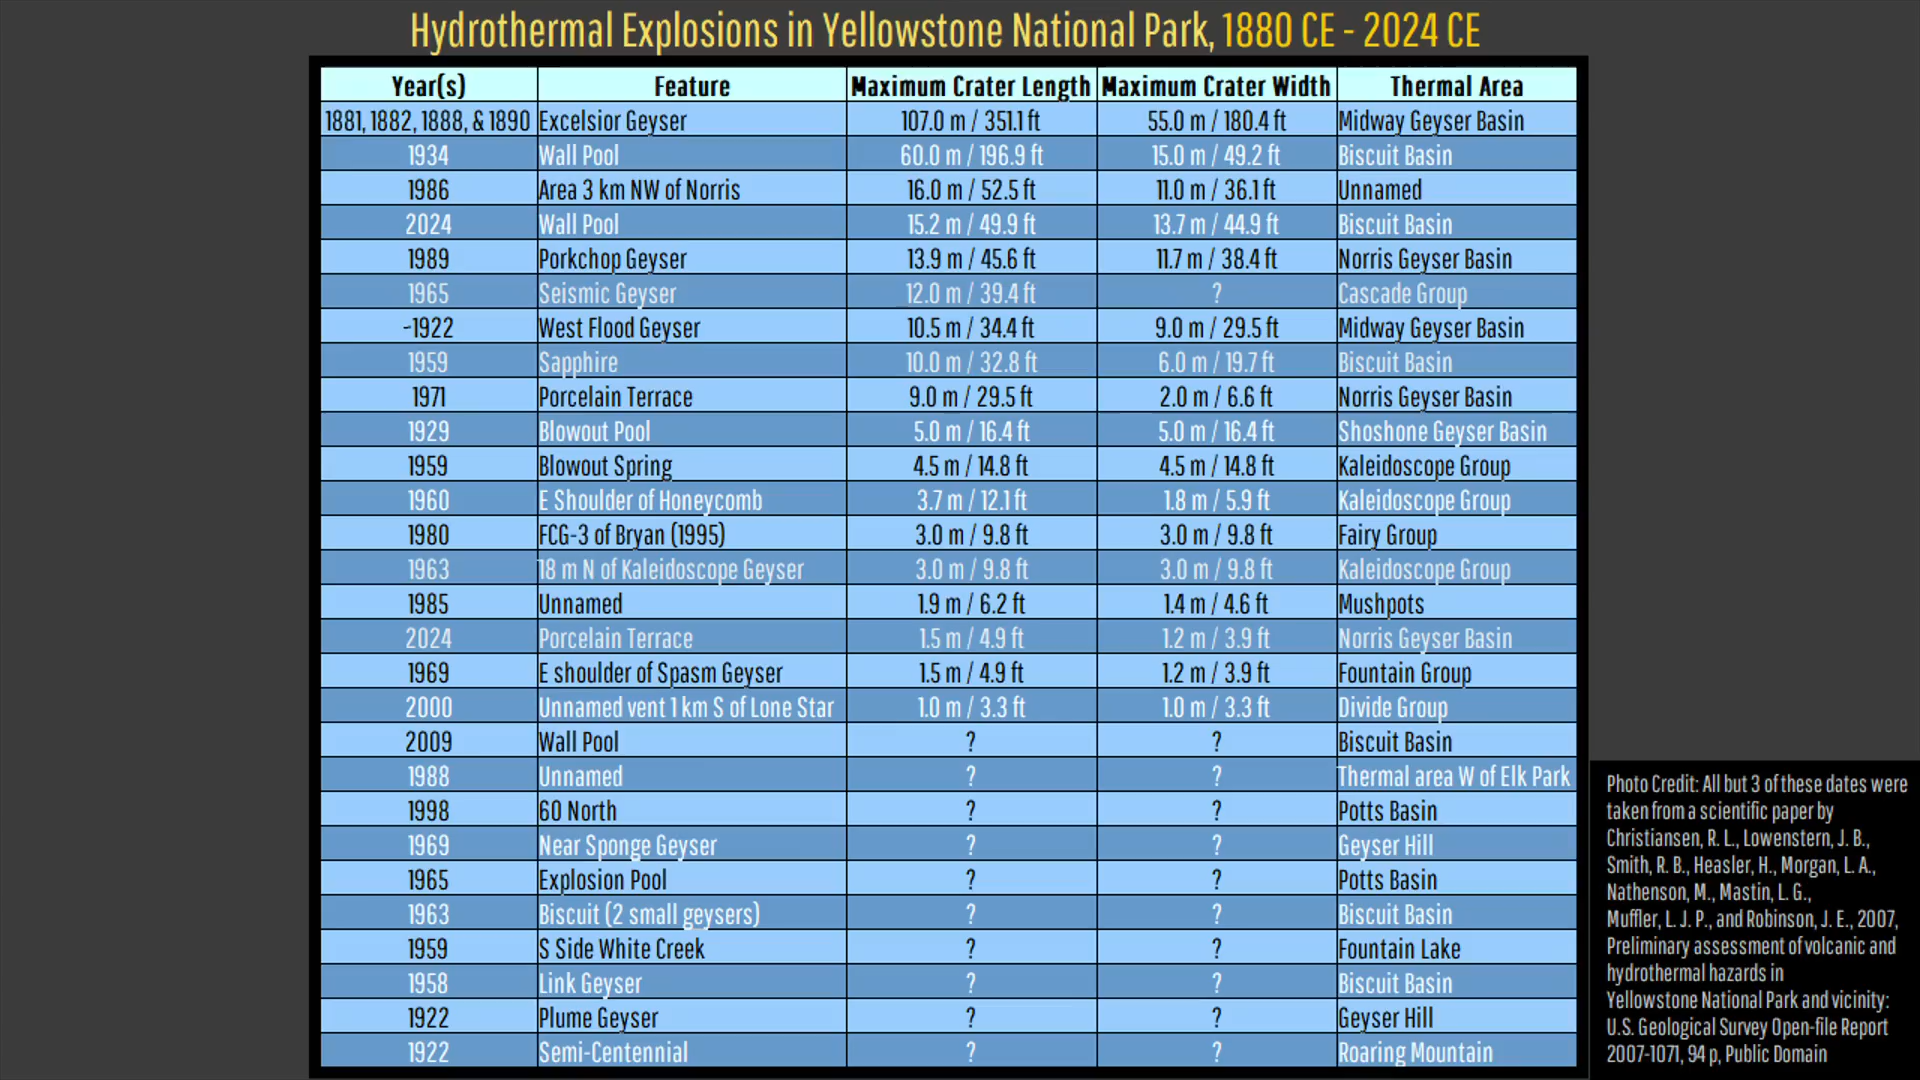 Hydrothermal Explosions in Yellowstone National Park, 1880 CE - 2024 CE
Year(s) Feature Maximum Crater Length Maximum Crater Width Thermal Area
1881, 1882, 1888, & 1890 Excelsior Geyser 107.0 m / 351.1 ft 55.0 m / 180.4 ft Midway Geyser Basin
1934 Wall Pool 60.0 m / 196.9 ft 15.0 m / 49.2 ft Biscuit Basin
1986 Area 3 km NW of Norris 16.0 m / 52.5 ft 11.0 m / 36.1 ft Unnamed
2024 Wall Pool 15.2 m / 49.9 ft 13.7 m / 44.9 ft Biscuit Basin
1989 Porkchop Geyser 13.9 m / 45.6 ft 11.7 m / 38.4 ft Norris Geyser Basin
1965 Seismic Geyser 12.0 m / 39.4 ft ? Cascade Group
~1922 West Flood Geyser 10.5 m / 34.4 ft 9.0 m / 29.5 ft Midway Geyser Basin
1959 Sapphire 10.0 m / 32.8 ft 6.0 m / 19.7 ft Biscuit Basin
1971 Porcelain Terrace 9.0 m / 29.5 ft 2.0 m / 6.6 ft Norris Geyser Basin
1929 Blowout Pool 5.0 m / 16.4 ft 5.0 m / 16.4 ft Shoshone Geyser Basin
1959 Blowout Spring 4.5 m / 14.8 ft 4.5 m / 14.8 ft Kaleidoscope Group
1960 E Shoulder of Honeycomb 3.7 m / 12.1 ft 1.8 m / 5.9 ft Kaleidoscope Group
1980 FCG-3 of Bryan (1995) 3.0 m / 9.8 ft 3.0 m / 9.8 ft Fairy Group
1963 18 m N of Kaleidoscope Geyser 3.0 m / 9.8 ft 3.0 m / 9.8 ft Kaleidoscope Group
1985 Unnamed 1.9 m / 6.2 ft 1.4 m / 4.6 ft Mushpots
2024 Porcelain Terrace 1.5 m / 4.9 ft 1.2 m / 3.9 ft Norris Geyser Basin
1969 E shoulder of Spasm Geyser 1.5 m / 4.9 ft 1.2 m / 3.9 ft Fountain Group
2000 Unnamed vent 1 km S of Lone Star 1.0 m / 3.3 ft 1.0 m / 3.3 ft Divide Group
2009 Wall Pool ? ? Biscuit Basin
1988 Unnamed ? ? Thermal area W of Elk Park
1998 60 North ? ? Potts Basin
1969 Near Sponge Geyser ? ? Geyser Hill
1965 Explosion Pool ? ? Potts Basin
1963 Biscuit (2 small geysers) ? ? Biscuit Basin
1959 S Side White Creek ? ? Fountain Lake
1958 Link Geyser ? ? Biscuit Basin
1922 Plume Geyser ? ? Geyser Hill
1922 Semi-Centennial ? ? Roaring Mountain
Photo Credit: All but 3 of these dates were
taken from a scientific paper by
Christiansen, R. L., Lowenstern, J. B.,
Smith, R. B., Heasler, H., Morgan, L. A.,
Nathenson, M., Mastin, L. G.,
Muffler, L. J. P., and Robinson, J. E., 2007,
Preliminary assessment of volcanic and
hydrothermal hazards in
Yellowstone National Park and vicinity:
U.S. Geological Survey Open-file Report
2007-1071, 94 p, Public Domain